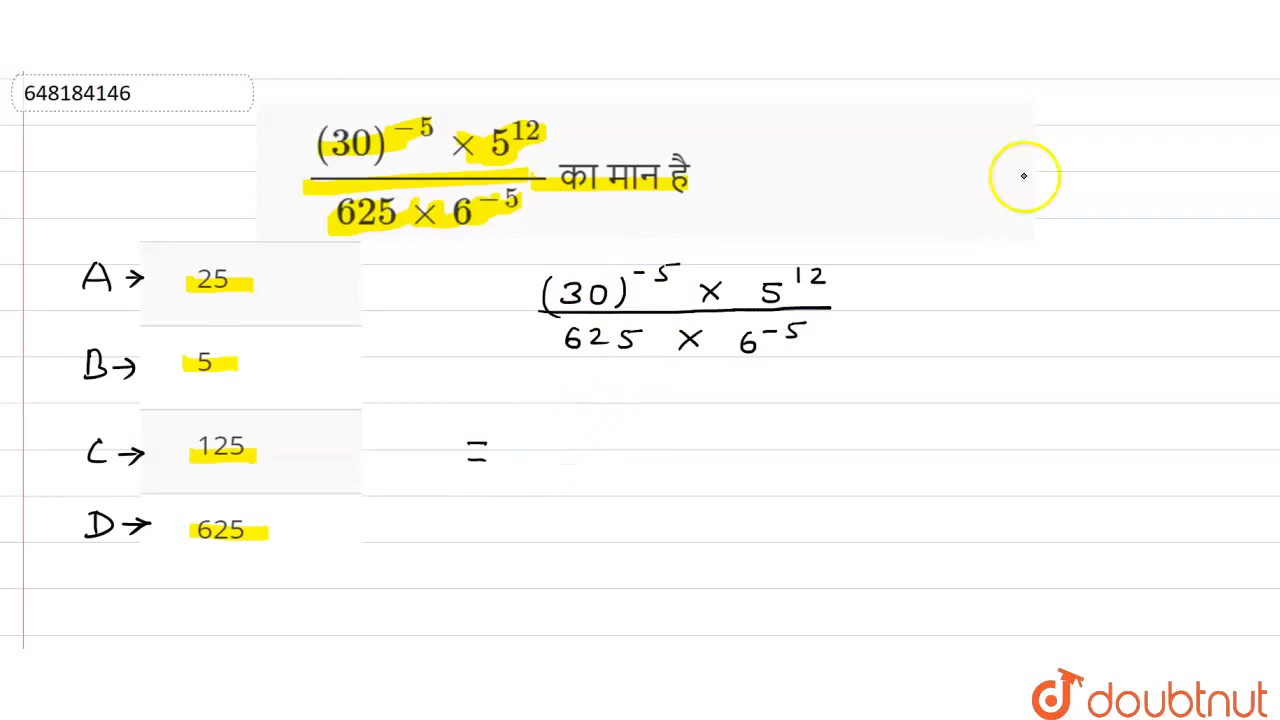 648184146
(30)^−5 × 5^12
625 × 6^−5
का मान है
A → 25
(30)^-5 × 5^12
625 × 6^-5
B → 5
C → 125
=
D → 625
doubtnut